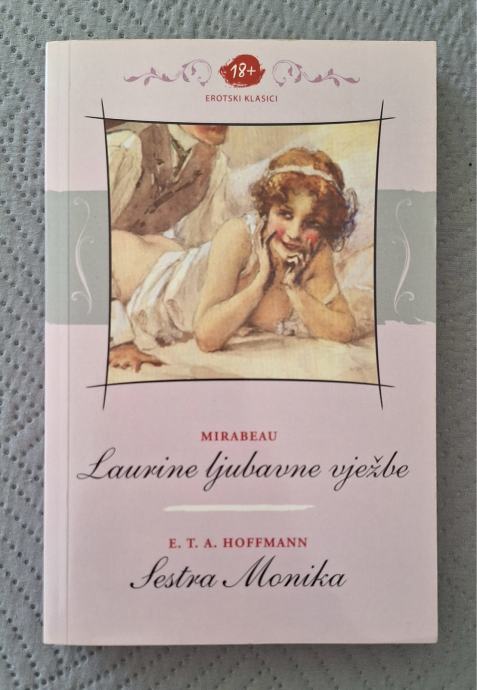 18+
EROTSKI KLASICI
MIRABEAU
Laurine ljubavne vježbe
E. T. A. HOFFMANN
Sestra Monika